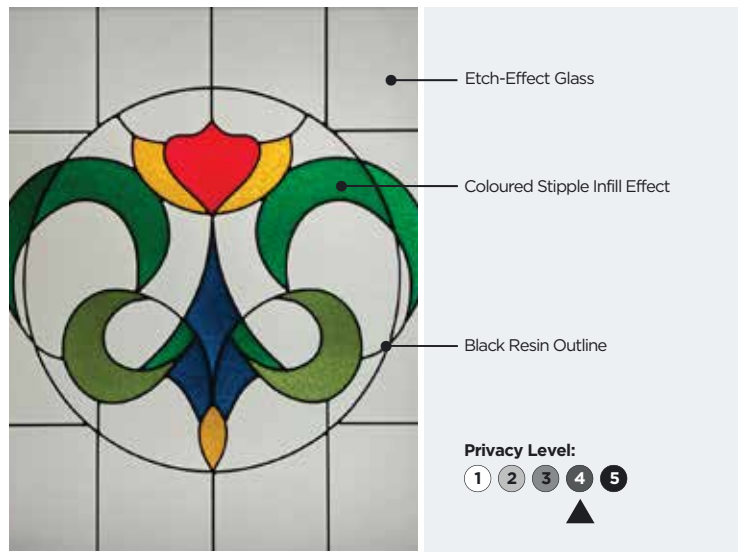 Etch-Effect Glass
Coloured Stipple Infill Effect
Black Resin Outline
Privacy Level:
1 2 3 4 5